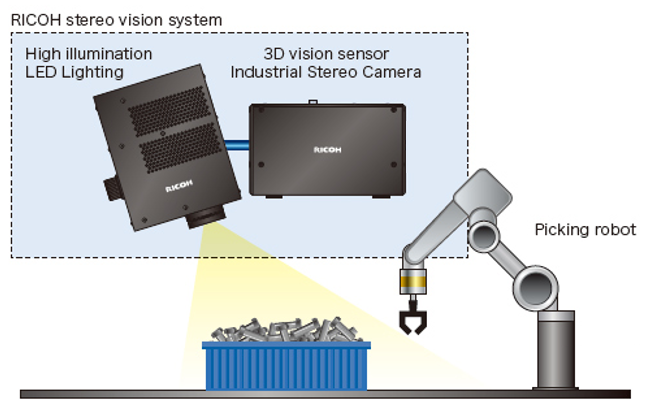 RICOH stereo vision system
High illumination
LED Lighting
3D vision sensor
Industrial Stereo Camera
RICOH
RICOH
Picking robot